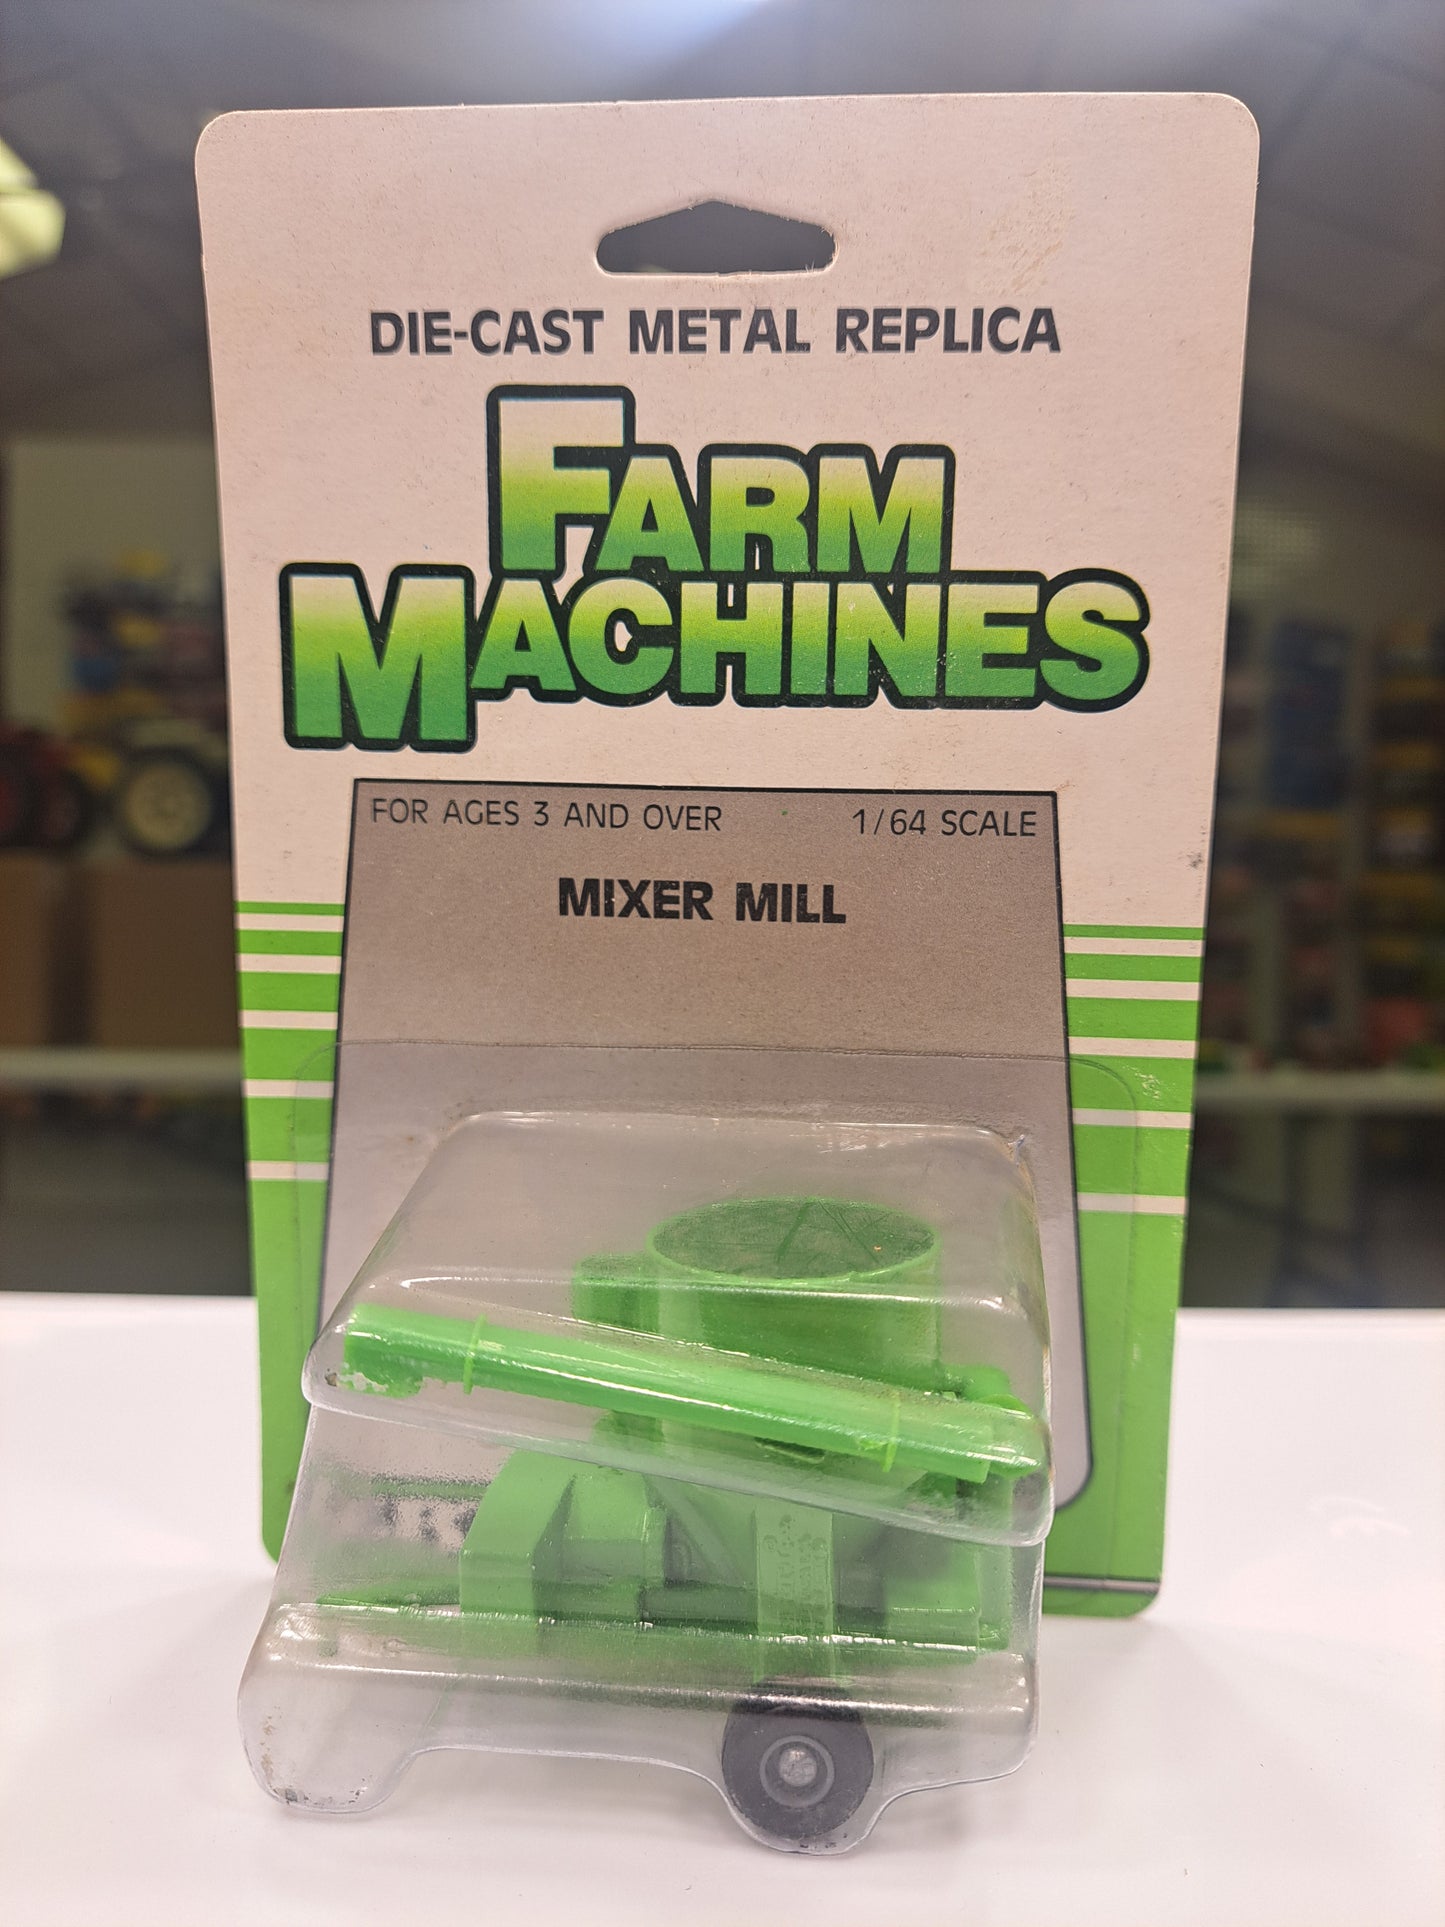 DIE-CAST METAL REPLICA
FARM
MACHINES
FOR AGES 3 AND OVER 1/64 SCALE
MIXER MILL